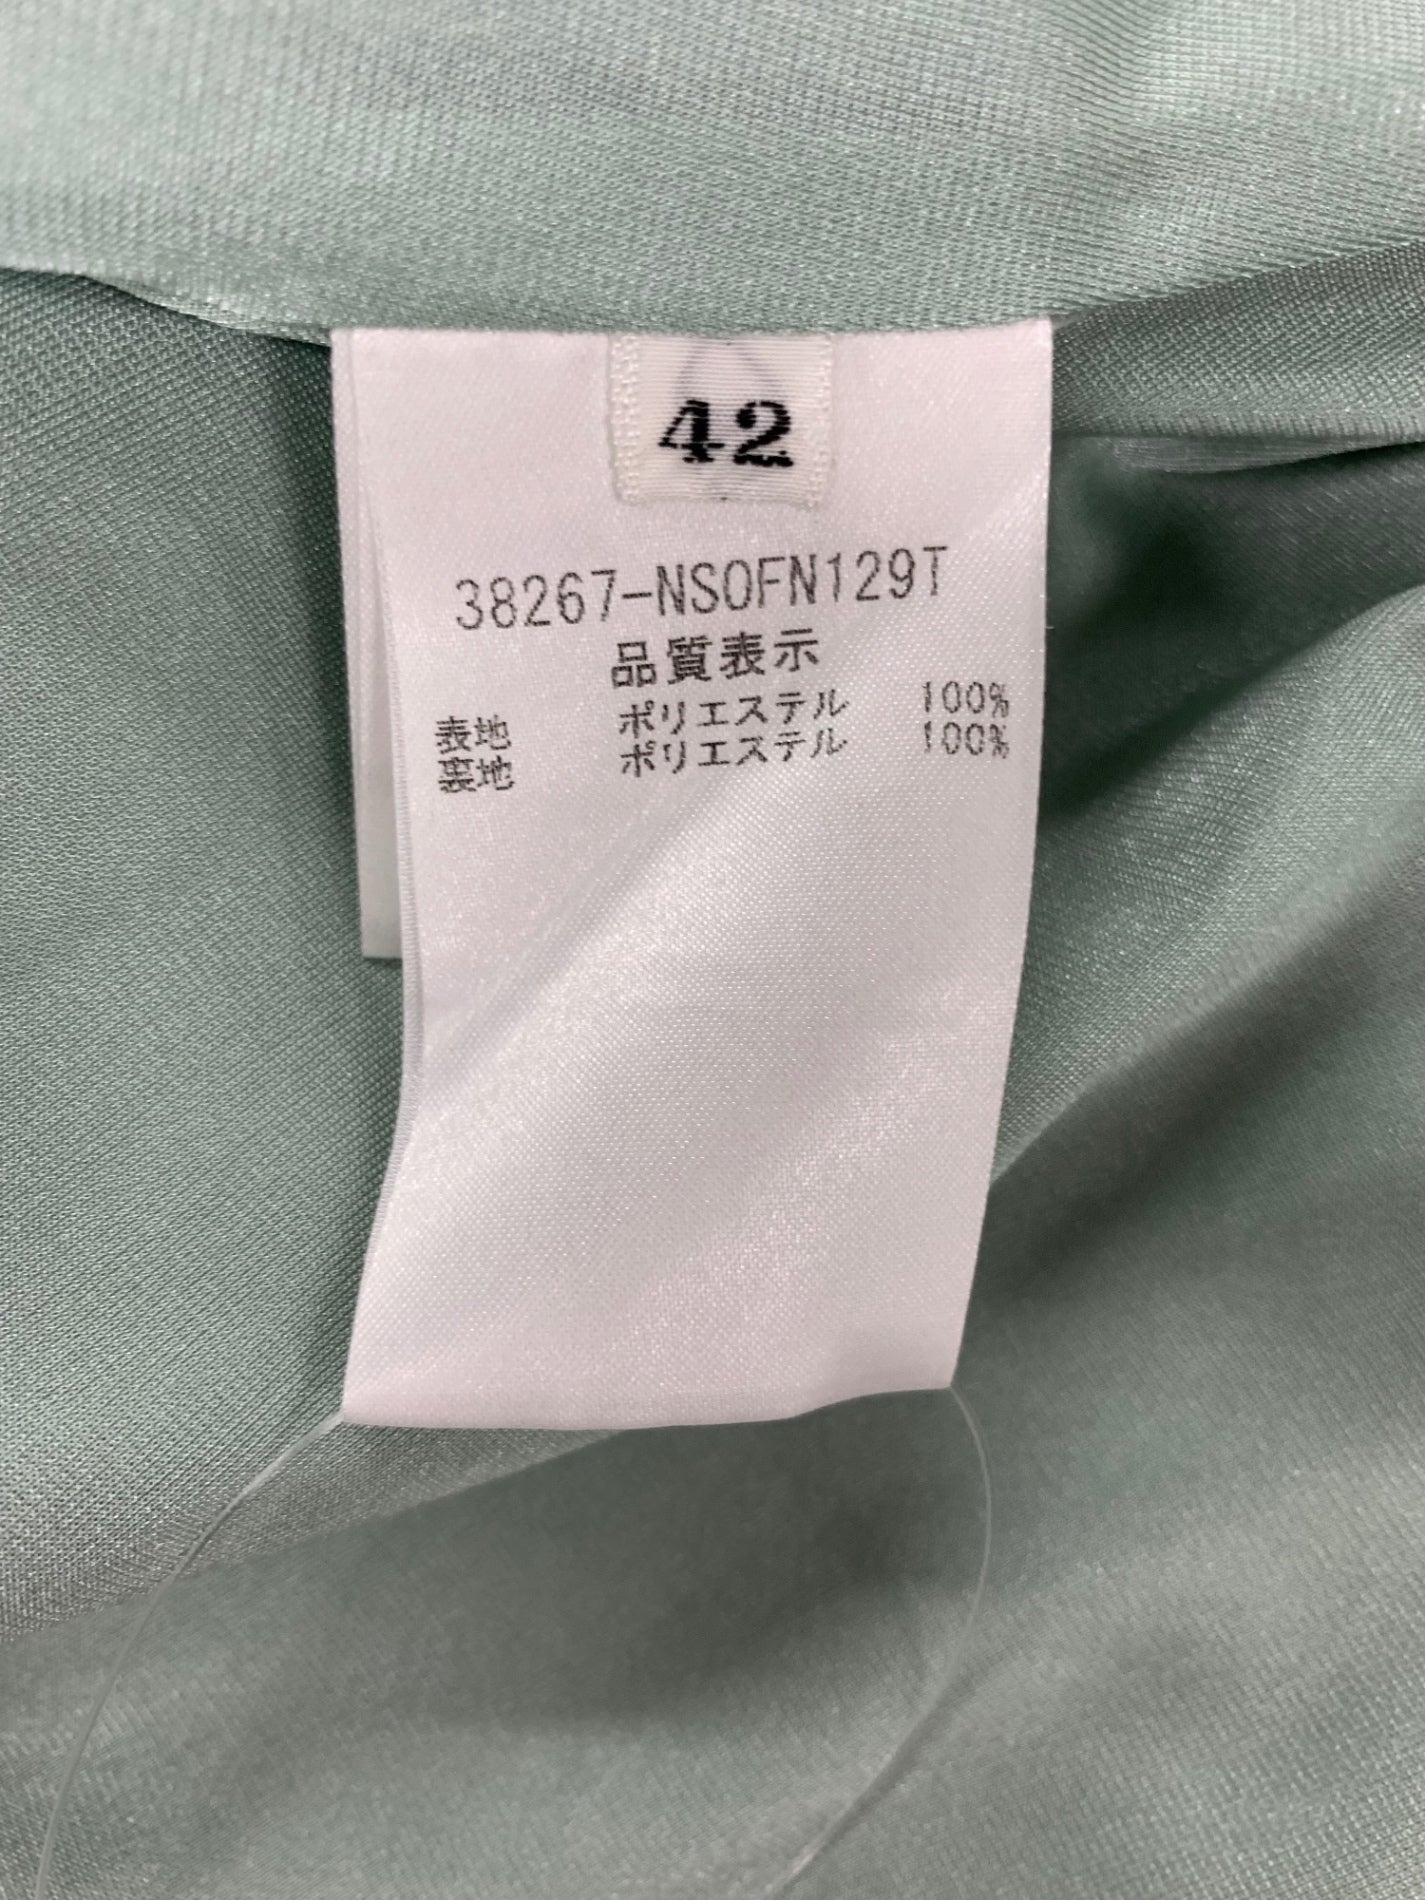 42
38267-NSOFN129T
品質表示
表地 ポリエステル 100%
裏地 ポリエステル 100%